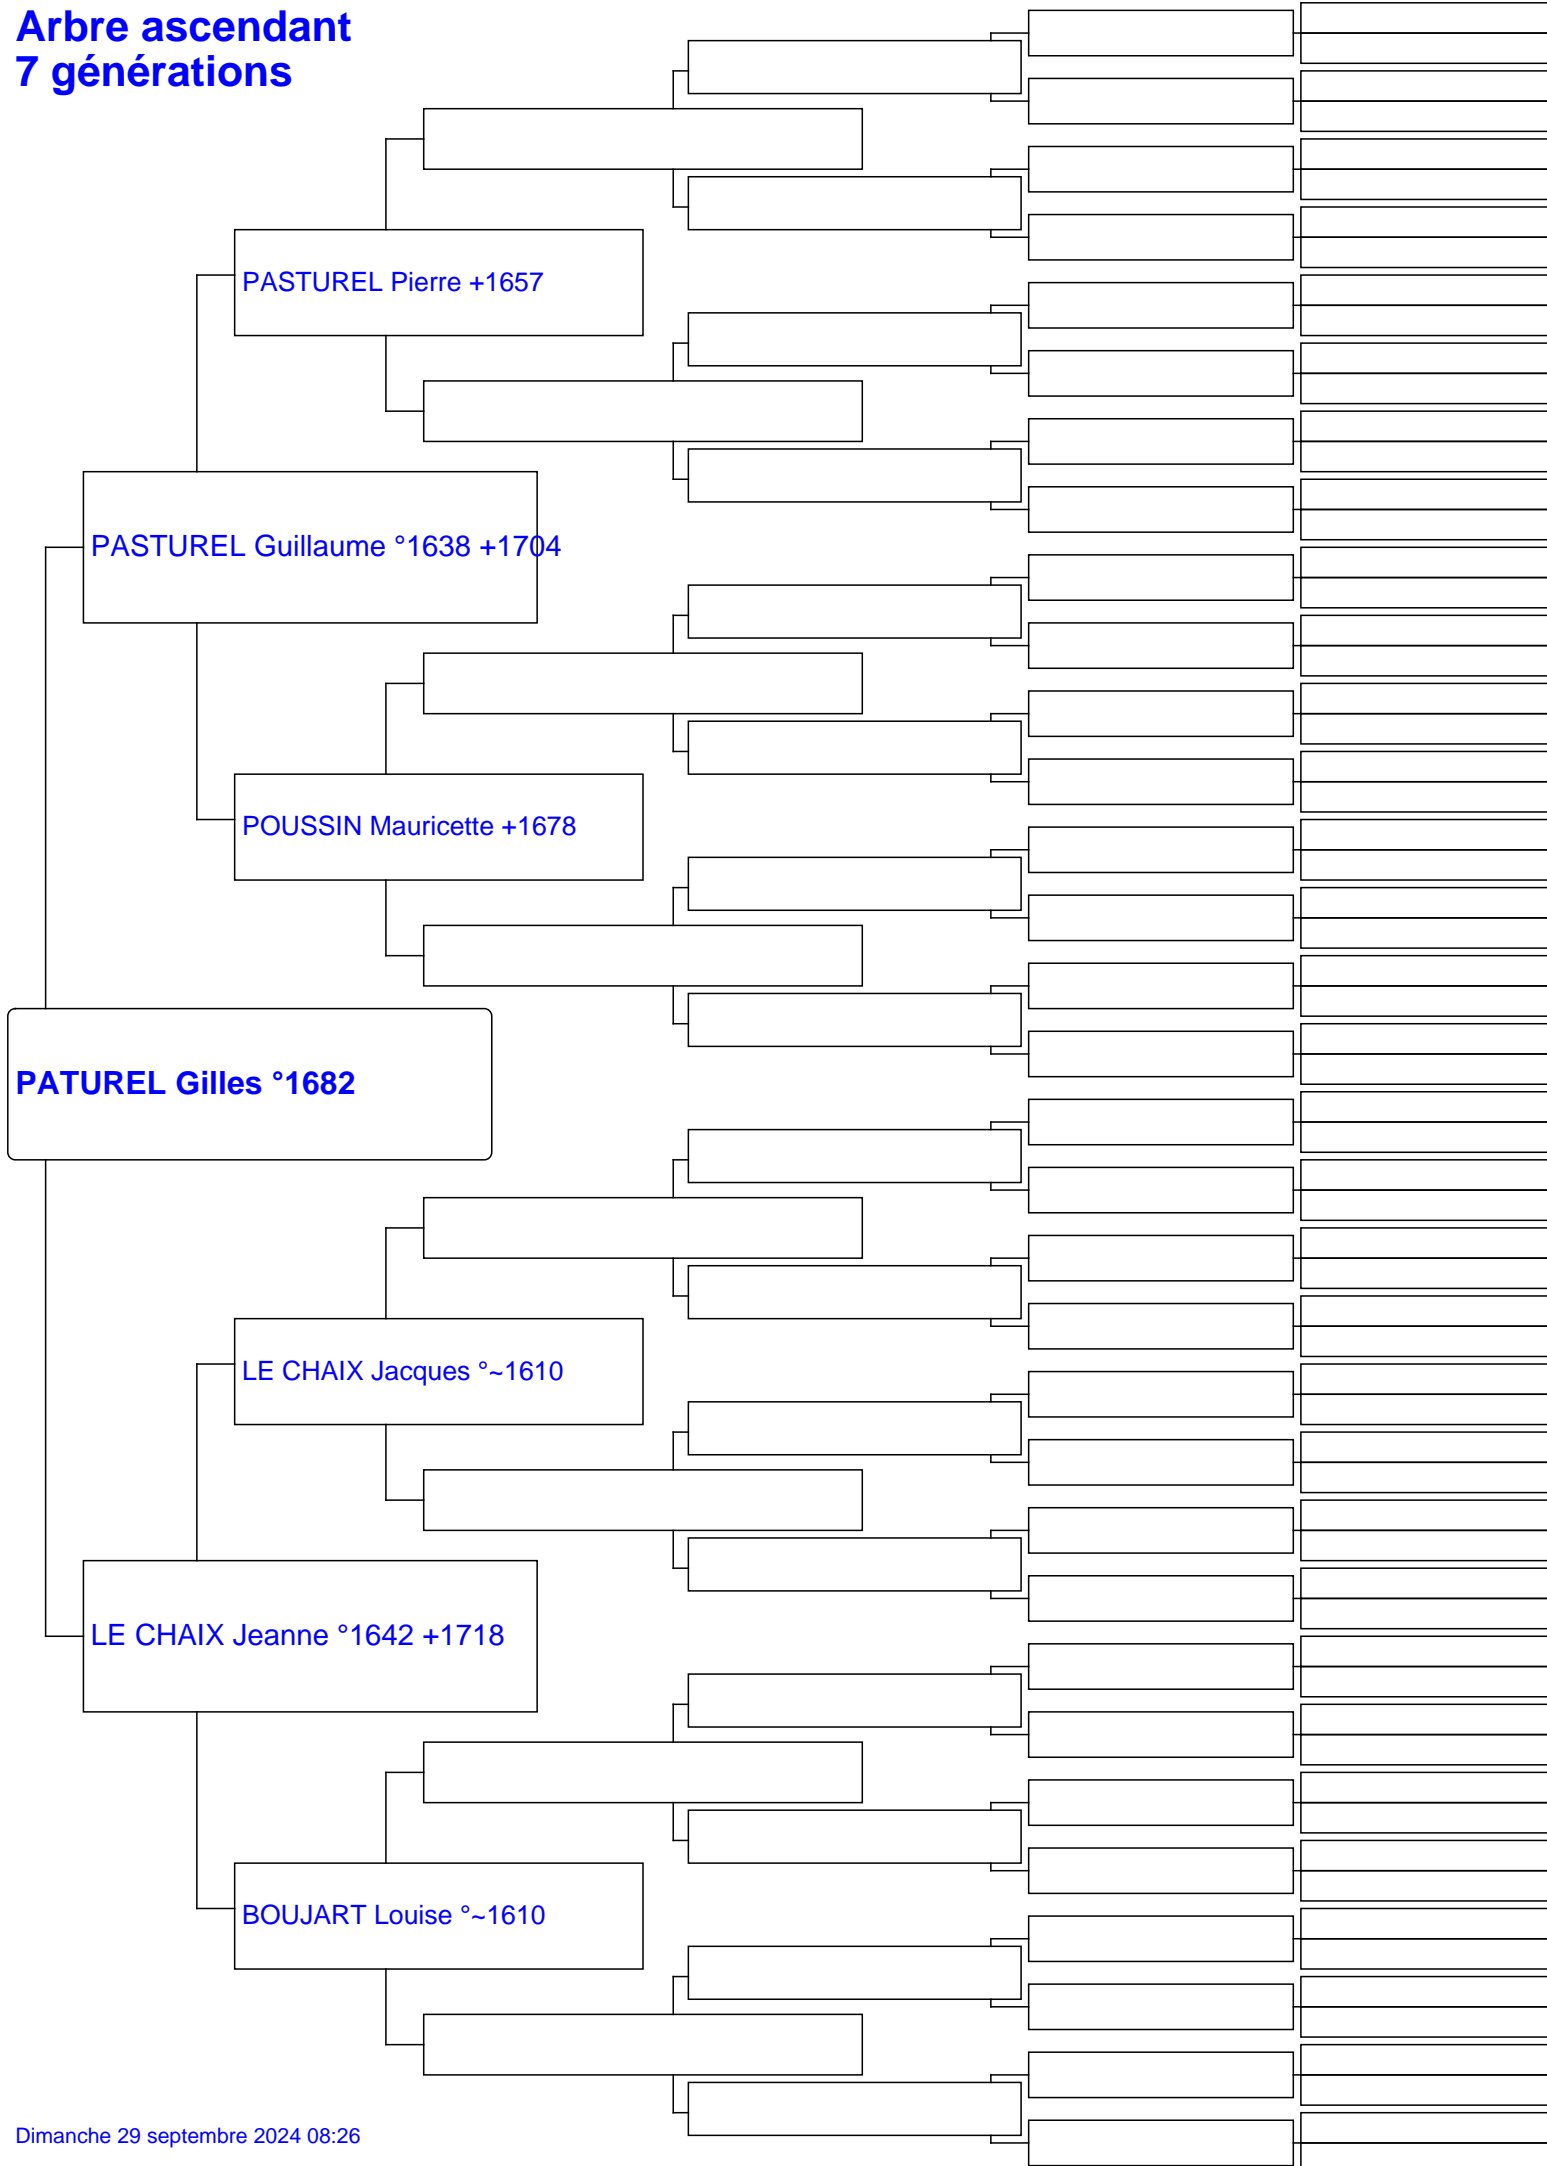 Arbre ascendant
7 générations
PASTUREL Pierre +1657
PASTUREL Guillaume °1638 +1704
POUSSIN Mauricette +1678
PATUREL Gilles °1682
LE CHAIX Jacques °~1610
LE CHAIX Jeanne °1642 +1718
BOUJART Louise °~1610
Dimanche 29 septembre 2024 08:26